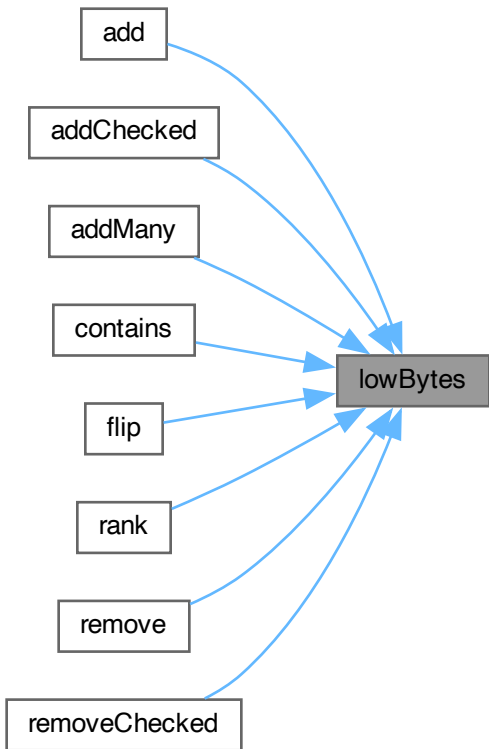 add
addChecked
addMany
contains
lowBytes
flip
rank
remove
removeChecked